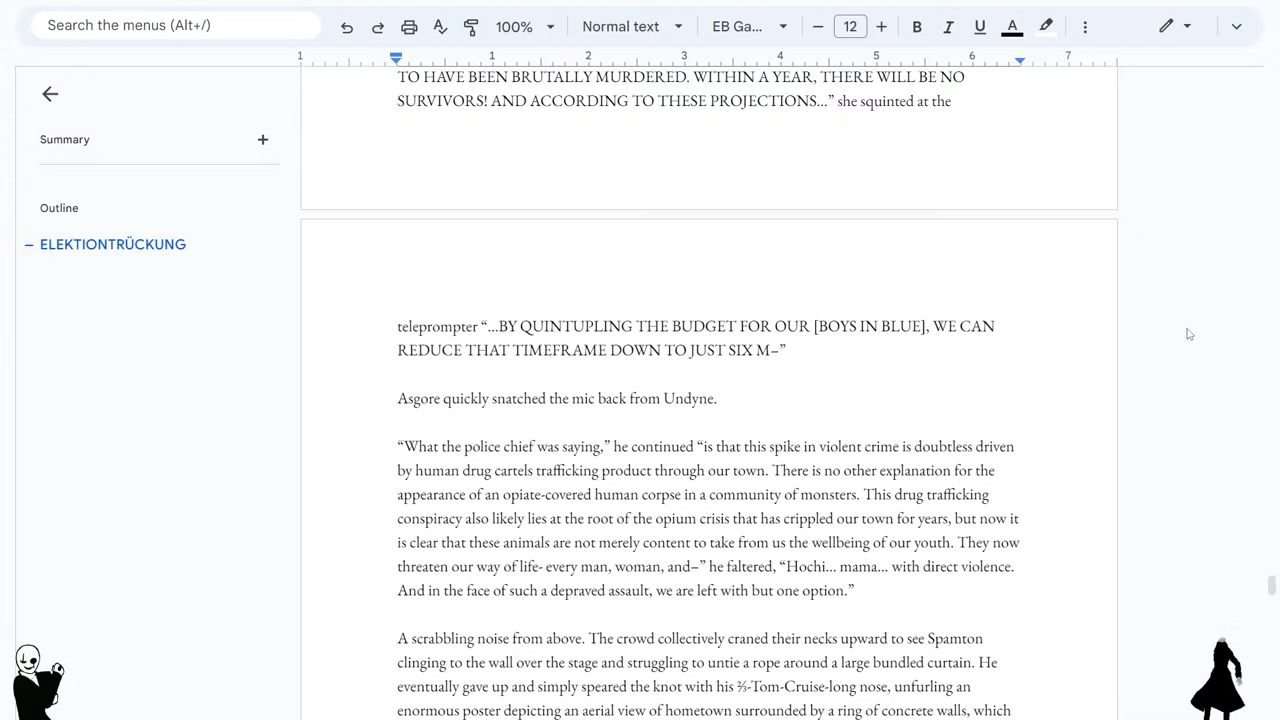 Search the menus (Alt+/)
100%
Normal text
EB Ga...
12
B
I
U
A
1
1
2
3
4
5
6
7
Summary
Outline
ELEKTIONTRÜCKUNG
TO HAVE BEEN BRUTALLY MURDERED. WITHIN A YEAR, THERE WILL BE NO
SURVIVORS! AND ACCORDING TO THESE PROJECTIONS…” she squinted at the
teleprompter “…BY QUINTUPLING THE BUDGET FOR OUR [BOYS IN BLUE], WE CAN
REDUCE THAT TIMEFRAME DOWN TO JUST SIX M–”
Asgore quickly snatched the mic back from Undyne.
“What the police chief was saying,” he continued “is that this spike in violent crime is doubtless driven
by human drug cartels trafficking product through our town. There is no other explanation for the
appearance of an opiate-covered human corpse in a community of monsters. This drug trafficking
conspiracy also likely lies at the root of the opium crisis that has crippled our town for years, but now it
is clear that these animals are not merely content to take from us the wellbeing of our youth. They now
threaten our way of life- every man, woman, and–” he faltered, “Hochi… mama… with direct violence.
And in the face of such a depraved assault, we are left with but one option.”
A scrabbling noise from above. The crowd collectively craned their necks upward to see Spamton
clinging to the wall over the stage and struggling to untie a rope around a large bundled curtain. He
eventually gave up and simply speared the knot with his ⅔-Tom-Cruise-long nose, unfurling an
enormous poster depicting an aerial view of hometown surrounded by a ring of concrete walls, which